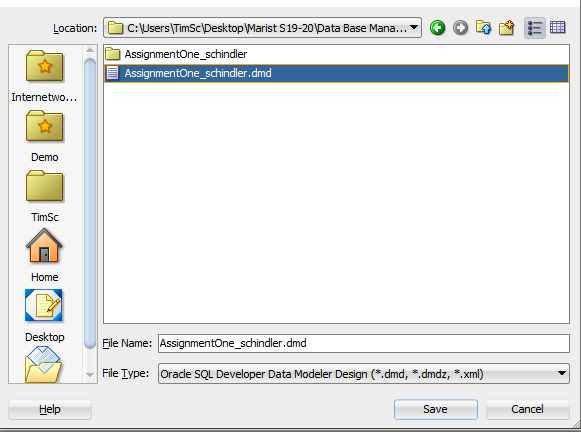 Location: C:\Users\TimSc\Desktop\Marist S19-20\Data Base Mana...
Internetwo...
Demo
TimSc
Home
Desktop
AssignmentOne_schindler
AssignmentOne_schindler.dmd
File Name: AssignmentOne_schindler.dmd
File Type: Oracle SQL Developer Data Modeler Design (*.dmd, *.dmdz, *.xml)
Help Save Cancel